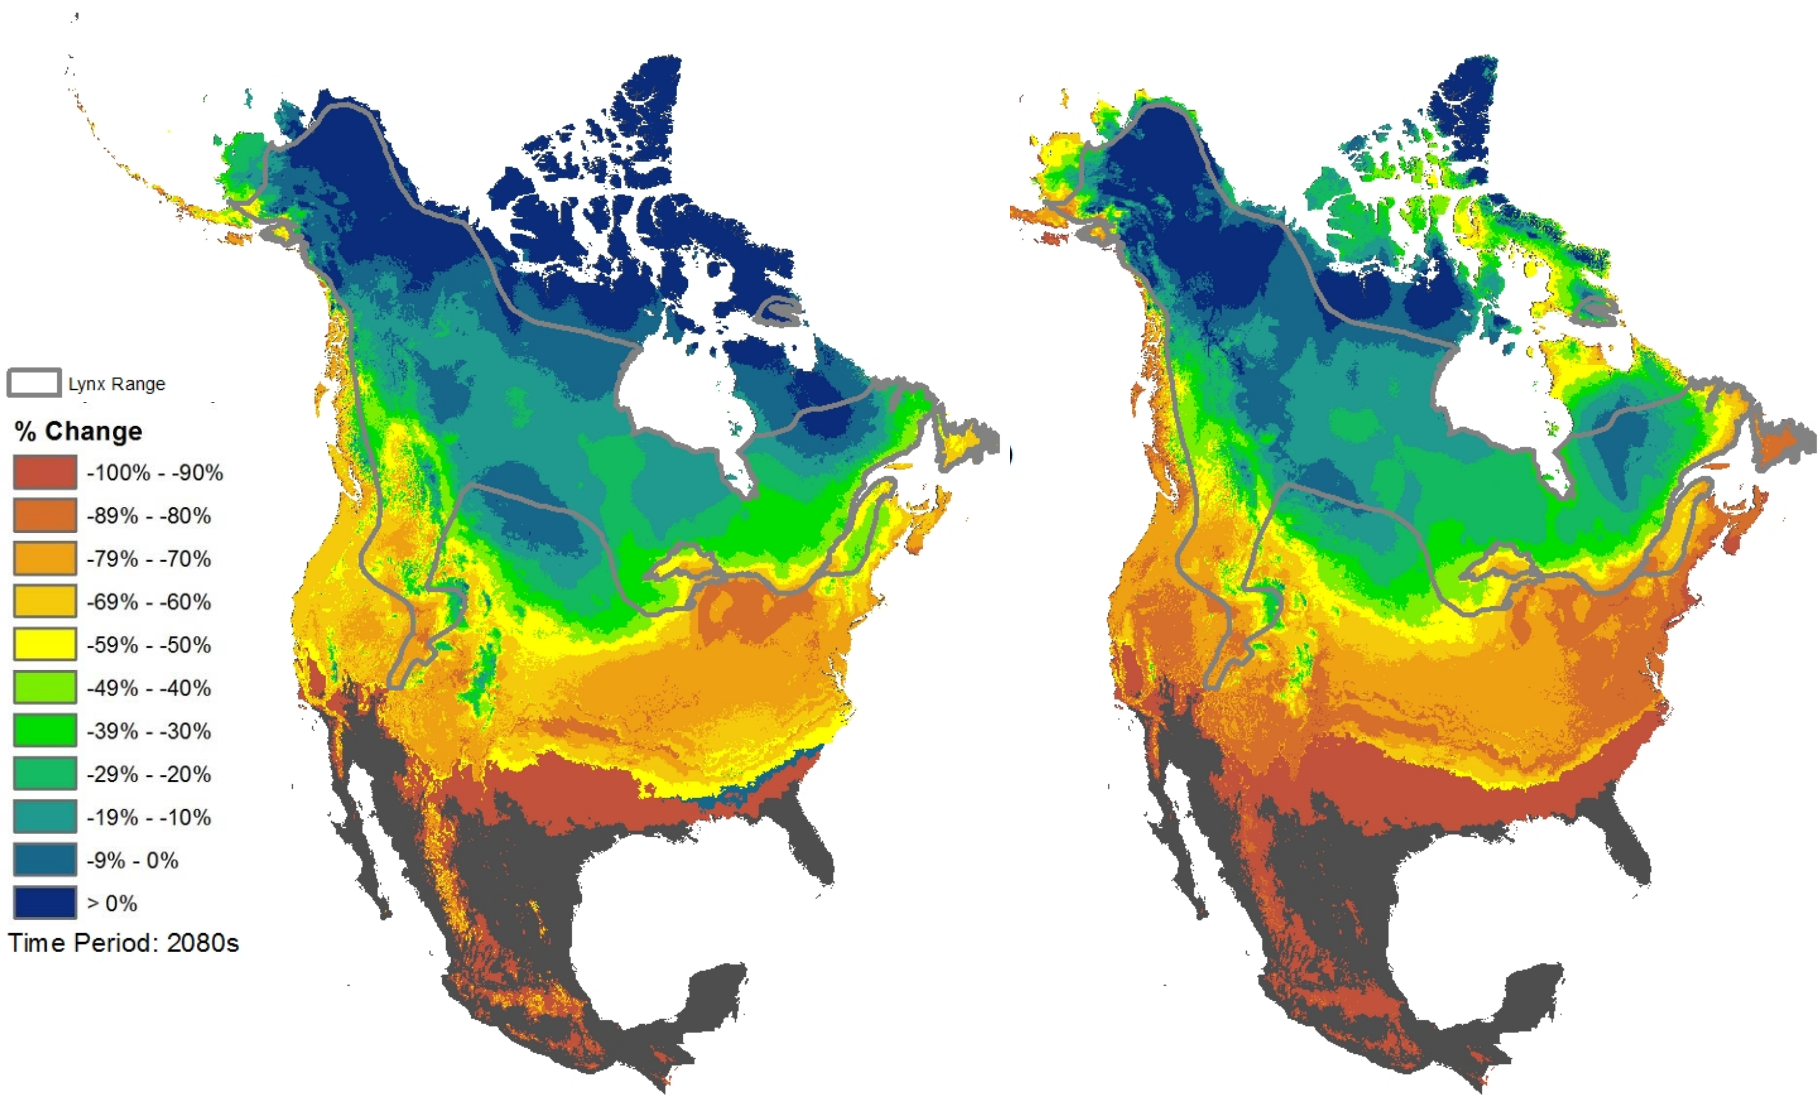 Lynx Range
% Change
-100% - -90%
-89% - -80%
-79% - -70%
-69% - -60%
-59% - -50%
-49% - -40%
-39% - -30%
-29% - -20%
-19% - -10%
-9% - 0%
> 0%
Time Period: 2080s